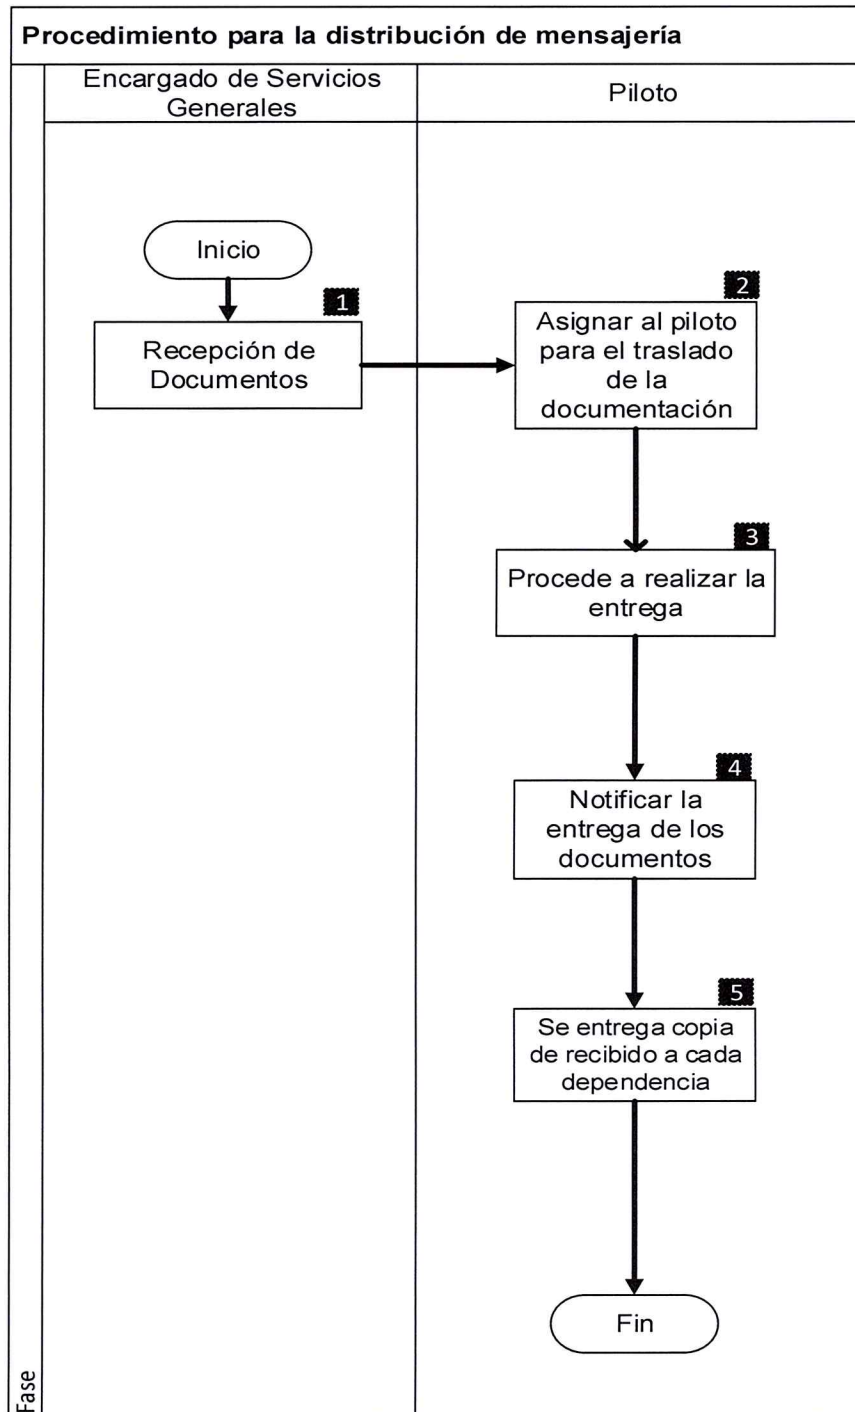 Procedimiento para la distribución de mensajería
Encargado de Servicios
Generales
Piloto
Inicio
1
Recepción de
Documentos
2
Asignar al piloto
para el traslado
de la
documentación
3
Procede a realizar la
entrega
4
Notificar la
entrega de los
documentos
5
Se entrega copia
de recibido a cada
dependencia
Fin
Fase